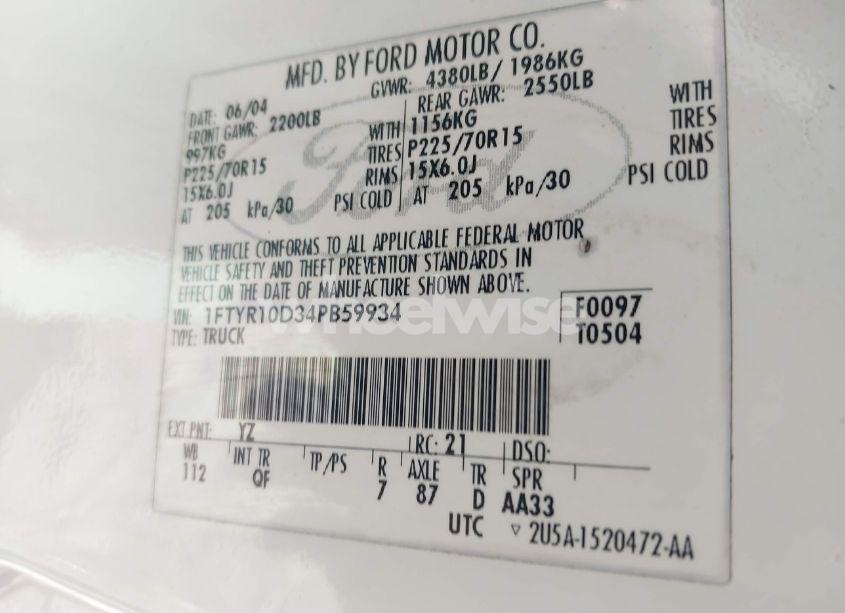 MFD. BY FORD MOTOR CO.
DATE: 06/04 GVWR: 4380LB/ 1986KG
FRONT GAWR: 2200LB REAR GAWR: 2550LB
997KG WITH 1156KG WITH
P225/70R15 TIRES P225/70R15 TIRES
15X6.0J RIMS 15X6.0J RIMS
AT 205 kPa/30 PSI COLD AT 205 kPa/30 PSI COLD
Ford
THIS VEHICLE CONFORMS TO ALL APPLICABLE FEDERAL MOTOR
VEHICLE SAFETY AND THEFT PREVENTION STANDARDS IN
EFFECT ON THE DATE OF MANUFACTURE SHOWN ABOVE.
VIN: 1FTYR10D34PB59934 F0097
TYPE: TRUCK T0504
wheelwise
EXT PNT: YZ RC: 21 DSO:
WB INT TR TP/PS R AXLE TR SPR
112 QF 7 87 D AA33
UTC ▽ 2U5A-1520472-AA